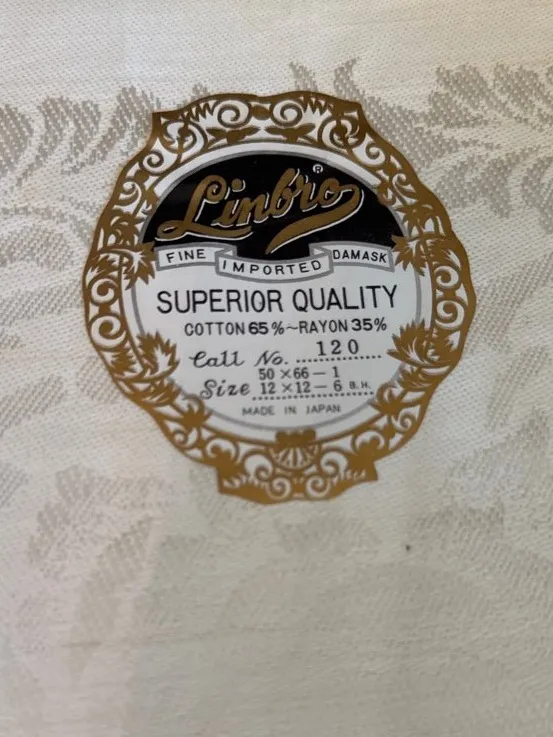 Linbro®
FINE IMPORTED DAMASK
SUPERIOR QUALITY
COTTON 65%~RAYON 35%
Call No. 120
50×66—1
Size 12×12—6 B.H.
MADE IN JAPAN